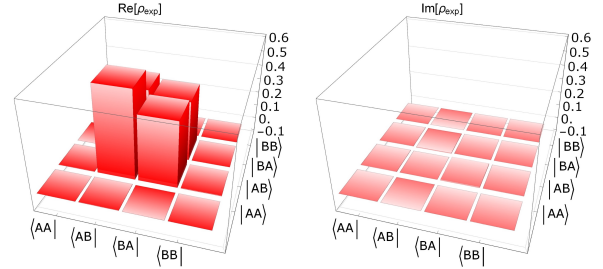 Re[ρexp]
0.6
0.5
0.4
0.3
0.2
0.1
0.
−0.1
|BB⟩
|BA⟩
|AB⟩
|AA⟩
⟨AA|
⟨AB|
⟨BA|
⟨BB|
Im[ρexp]
0.6
0.5
0.4
0.3
0.2
0.1
0.
−0.1
|BB⟩
|BA⟩
|AB⟩
|AA⟩
⟨AA|
⟨AB|
⟨BA|
⟨BB|